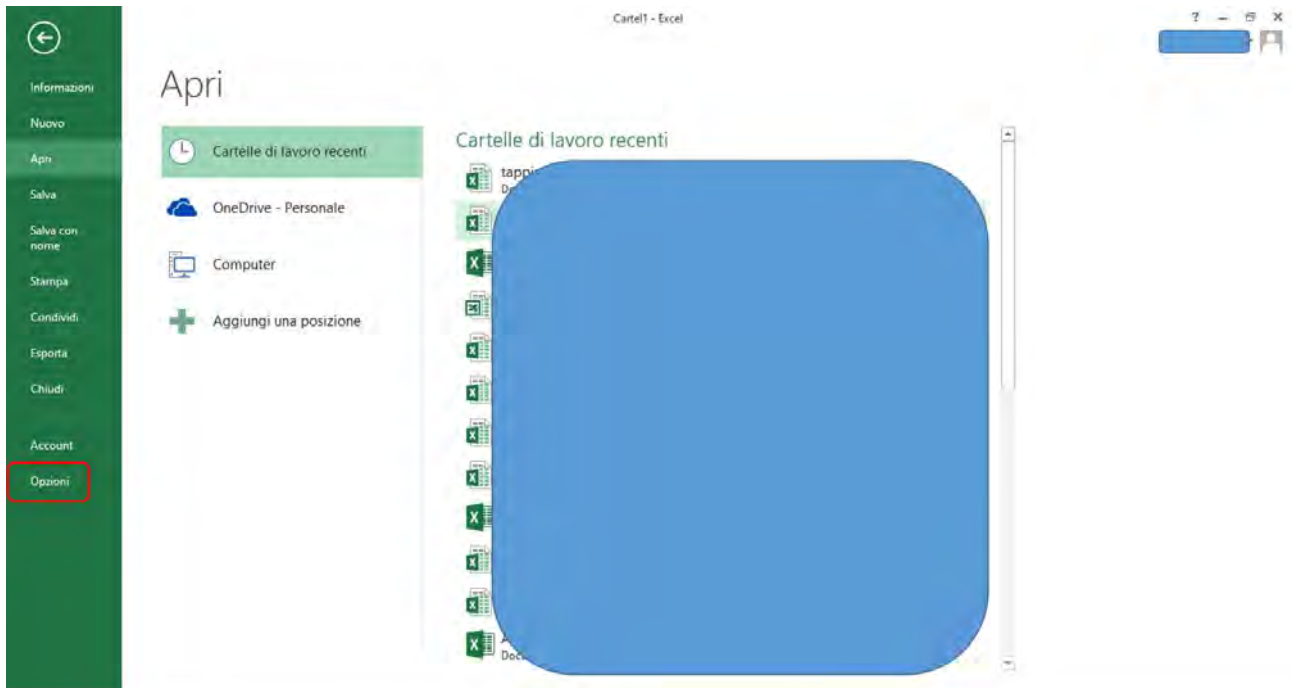 Cartel1 - Excel
?
Informazioni
Nuovo
Apri
Salva
Salva con
nome
Stampa
Condividi
Esporta
Chiudi
Account
Opzioni
Apri
Cartelle di lavoro recenti
OneDrive - Personale
Computer
Aggiungi una posizione
Cartelle di lavoro recenti